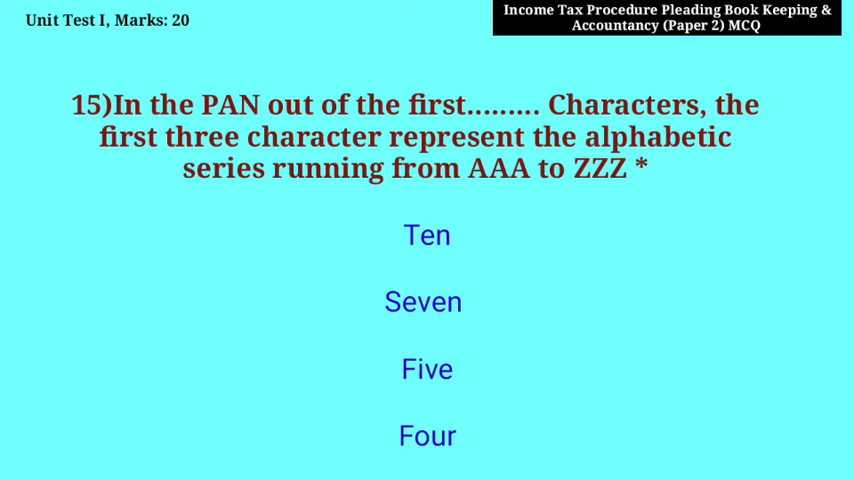 Unit Test I, Marks: 20
Income Tax Procedure Pleading Book Keeping &
Accountancy (Paper 2) MCQ
15)In the PAN out of the first......... Characters, the
first three character represent the alphabetic
series running from AAA to ZZZ *
Ten
Seven
Five
Four